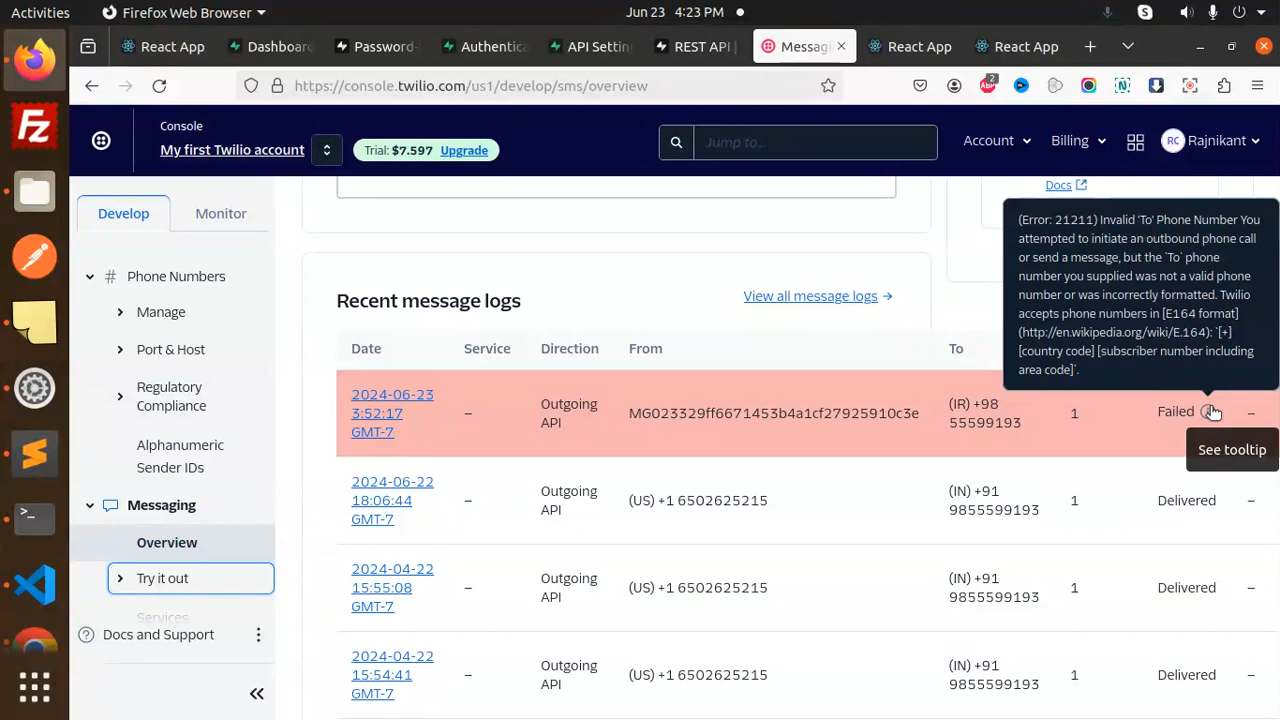 Activities
Firefox Web Browser
Jun 23 4:23 PM
React App
Dashboar
Password-
Authentica
API Settin
REST API |
Messagi
React App
React App
https://console.twilio.com/us1/develop/sms/overview
2
ABP
Console
My first Twilio account
Trial: $7.597 Upgrade
Jump to...
Account
Billing
RC
Rajnikant
Develop
Monitor
# Phone Numbers
Manage
Port & Host
Regulatory
Compliance
Alphanumeric
Sender IDs
Messaging
Overview
Try it out
Services
Docs and Support
Docs
(Error: 21211) Invalid 'To' Phone Number You
attempted to initiate an outbound phone call
or send a message, but the `To` phone
number you supplied was not a valid phone
number or was incorrectly formatted. Twilio
accepts phone numbers in [E164 format]
(http://en.wikipedia.org/wiki/E.164): `[+]
[country code] [subscriber number including
area code]`.
Recent message logs
View all message logs →
Date Service Direction From To
2024-06-23
3:52:17
GMT-7
–
Outgoing
API
MG023329ff6671453b4a1cf27925910c3e
(IR) +98
55599193
1
Failed
–
See tooltip
2024-06-22
18:06:44
GMT-7
–
Outgoing
API
(US) +1 6502625215
(IN) +91
9855599193
1
Delivered
–
2024-04-22
15:55:08
GMT-7
–
Outgoing
API
(US) +1 6502625215
(IN) +91
9855599193
1
Delivered
–
2024-04-22
15:54:41
GMT-7
–
Outgoing
API
(US) +1 6502625215
(IN) +91
9855599193
1
Delivered
–